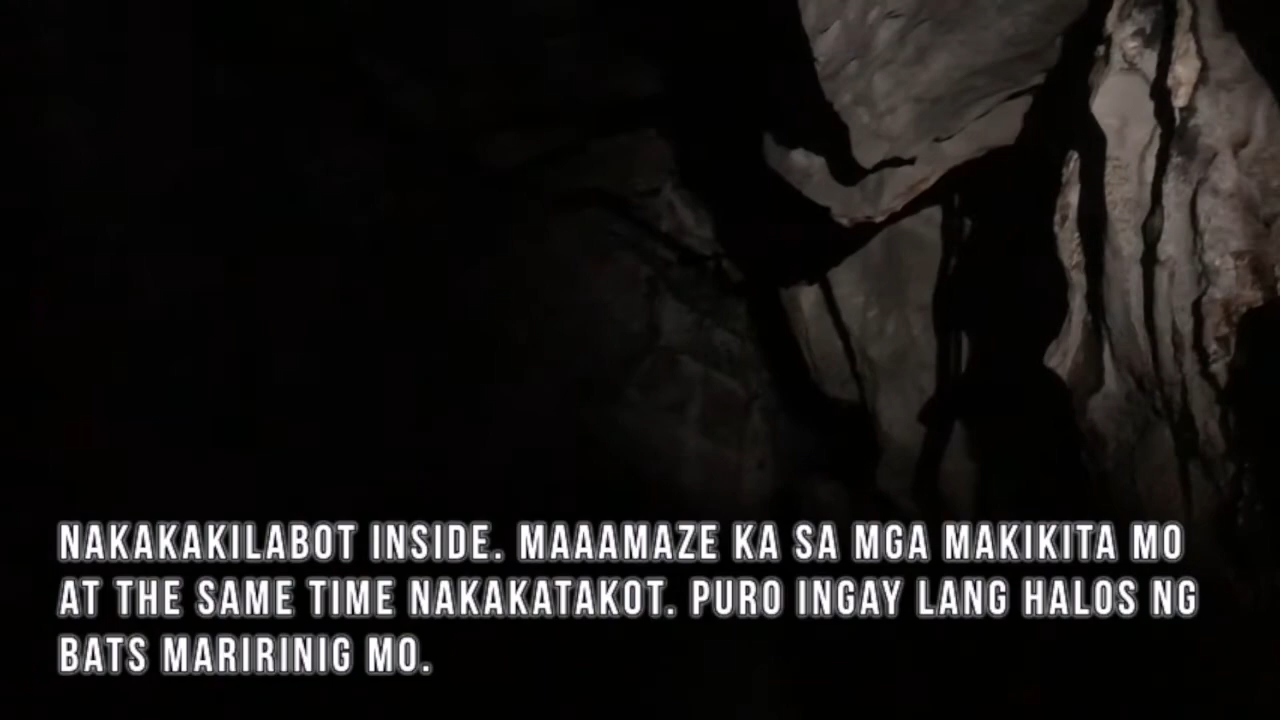 NAKAKAKILABOT INSIDE. MAAAMAZE KA SA MGA MAKIKITA MO
AT THE SAME TIME NAKAKATAKOT. PURO INGAY LANG HALOS NG
BATS MARIRINIG MO.